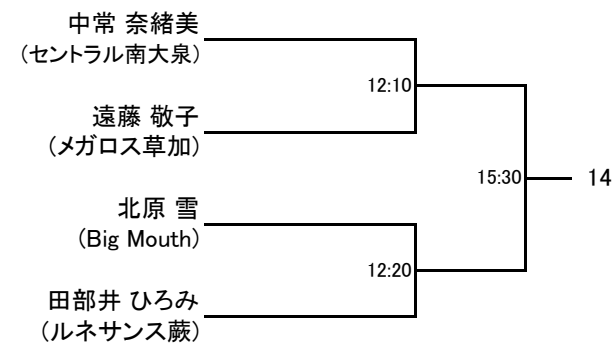 中常 奈緒美
(セントラル南大泉)
12:10
遠藤 敬子
(メガロス草加)
15:30
14
北原 雪
(Big Mouth)
12:20
田部井 ひろみ
(ルネサンス蕨)